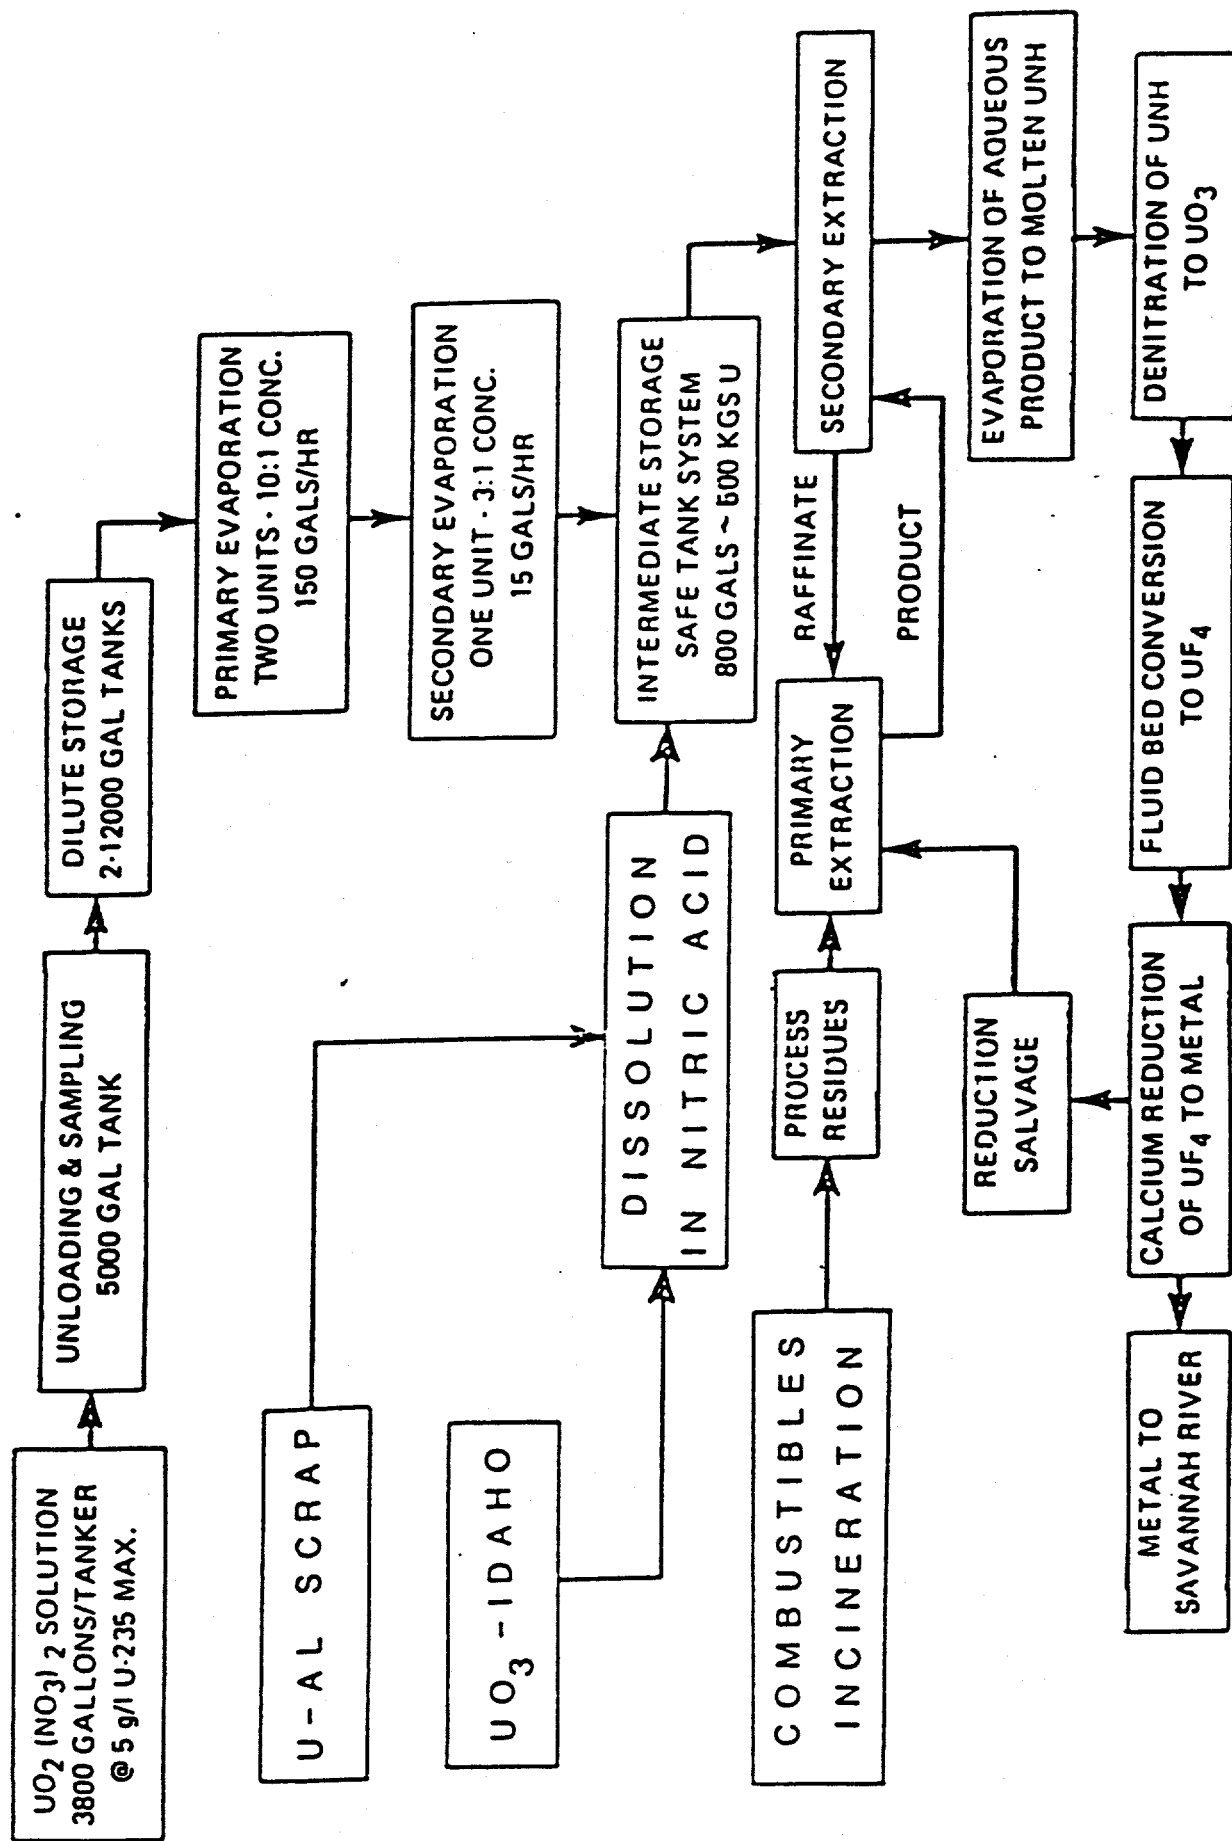 UO2 (NO3) 2 SOLUTION
3800 GALLONS/TANKER
@ 5 g/l U-235 MAX.
UNLOADING & SAMPLING
5000 GAL TANK
DILUTE STORAGE
2-12000 GAL TANKS
PRIMARY EVAPORATION
TWO UNITS - 10:1 CONC.
150 GALS/HR
SECONDARY EVAPORATION
ONE UNIT - 3:1 CONC.
15 GALS/HR
U-AL SCRAP
UO3 -IDAHO
DISSOLUTION
IN NITRIC ACID
INTERMEDIATE STORAGE
SAFE TANK SYSTEM
800 GALS ~ 600 KGS U
COMBUSTIBLES
INCINERATION
PROCESS
RESIDUES
PRIMARY
EXTRACTION
RAFFINATE
PRODUCT
SECONDARY EXTRACTION
EVAPORATION OF AQUEOUS
PRODUCT TO MOLTEN UNH
DENITRATION OF UNH
TO UO3
FLUID BED CONVERSION
TO UF4
CALCIUM REDUCTION
OF UF4 TO METAL
REDUCTION
SALVAGE
METAL TO
SAVANNAH RIVER